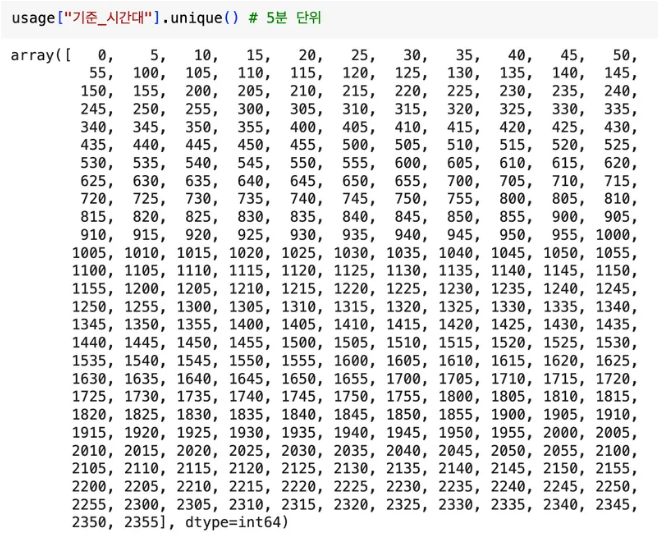 usage["기준_시간대"].unique() # 5분 단위
array([   0,    5,   10,   15,   20,   25,   30,   35,   40,   45,   50,
55,  100,  105,  110,  115,  120,  125,  130,  135,  140,  145,
150,  155,  200,  205,  210,  215,  220,  225,  230,  235,  240,
245,  250,  255,  300,  305,  310,  315,  320,  325,  330,  335,
340,  345,  350,  355,  400,  405,  410,  415,  420,  425,  430,
435,  440,  445,  450,  455,  500,  505,  510,  515,  520,  525,
530,  535,  540,  545,  550,  555,  600,  605,  610,  615,  620,
625,  630,  635,  640,  645,  650,  655,  700,  705,  710,  715,
720,  725,  730,  735,  740,  745,  750,  755,  800,  805,  810,
815,  820,  825,  830,  835,  840,  845,  850,  855,  900,  905,
910,  915,  920,  925,  930,  935,  940,  945,  950,  955, 1000,
1005, 1010, 1015, 1020, 1025, 1030, 1035, 1040, 1045, 1050, 1055,
1100, 1105, 1110, 1115, 1120, 1125, 1130, 1135, 1140, 1145, 1150,
1155, 1200, 1205, 1210, 1215, 1220, 1225, 1230, 1235, 1240, 1245,
1250, 1255, 1300, 1305, 1310, 1315, 1320, 1325, 1330, 1335, 1340,
1345, 1350, 1355, 1400, 1405, 1410, 1415, 1420, 1425, 1430, 1435,
1440, 1445, 1450, 1455, 1500, 1505, 1510, 1515, 1520, 1525, 1530,
1535, 1540, 1545, 1550, 1555, 1600, 1605, 1610, 1615, 1620, 1625,
1630, 1635, 1640, 1645, 1650, 1655, 1700, 1705, 1710, 1715, 1720,
1725, 1730, 1735, 1740, 1745, 1750, 1755, 1800, 1805, 1810, 1815,
1820, 1825, 1830, 1835, 1840, 1845, 1850, 1855, 1900, 1905, 1910,
1915, 1920, 1925, 1930, 1935, 1940, 1945, 1950, 1955, 2000, 2005,
2010, 2015, 2020, 2025, 2030, 2035, 2040, 2045, 2050, 2055, 2100,
2105, 2110, 2115, 2120, 2125, 2130, 2135, 2140, 2145, 2150, 2155,
2200, 2205, 2210, 2215, 2220, 2225, 2230, 2235, 2240, 2245, 2250,
2255, 2300, 2305, 2310, 2315, 2320, 2325, 2330, 2335, 2340, 2345,
2350, 2355], dtype=int64)